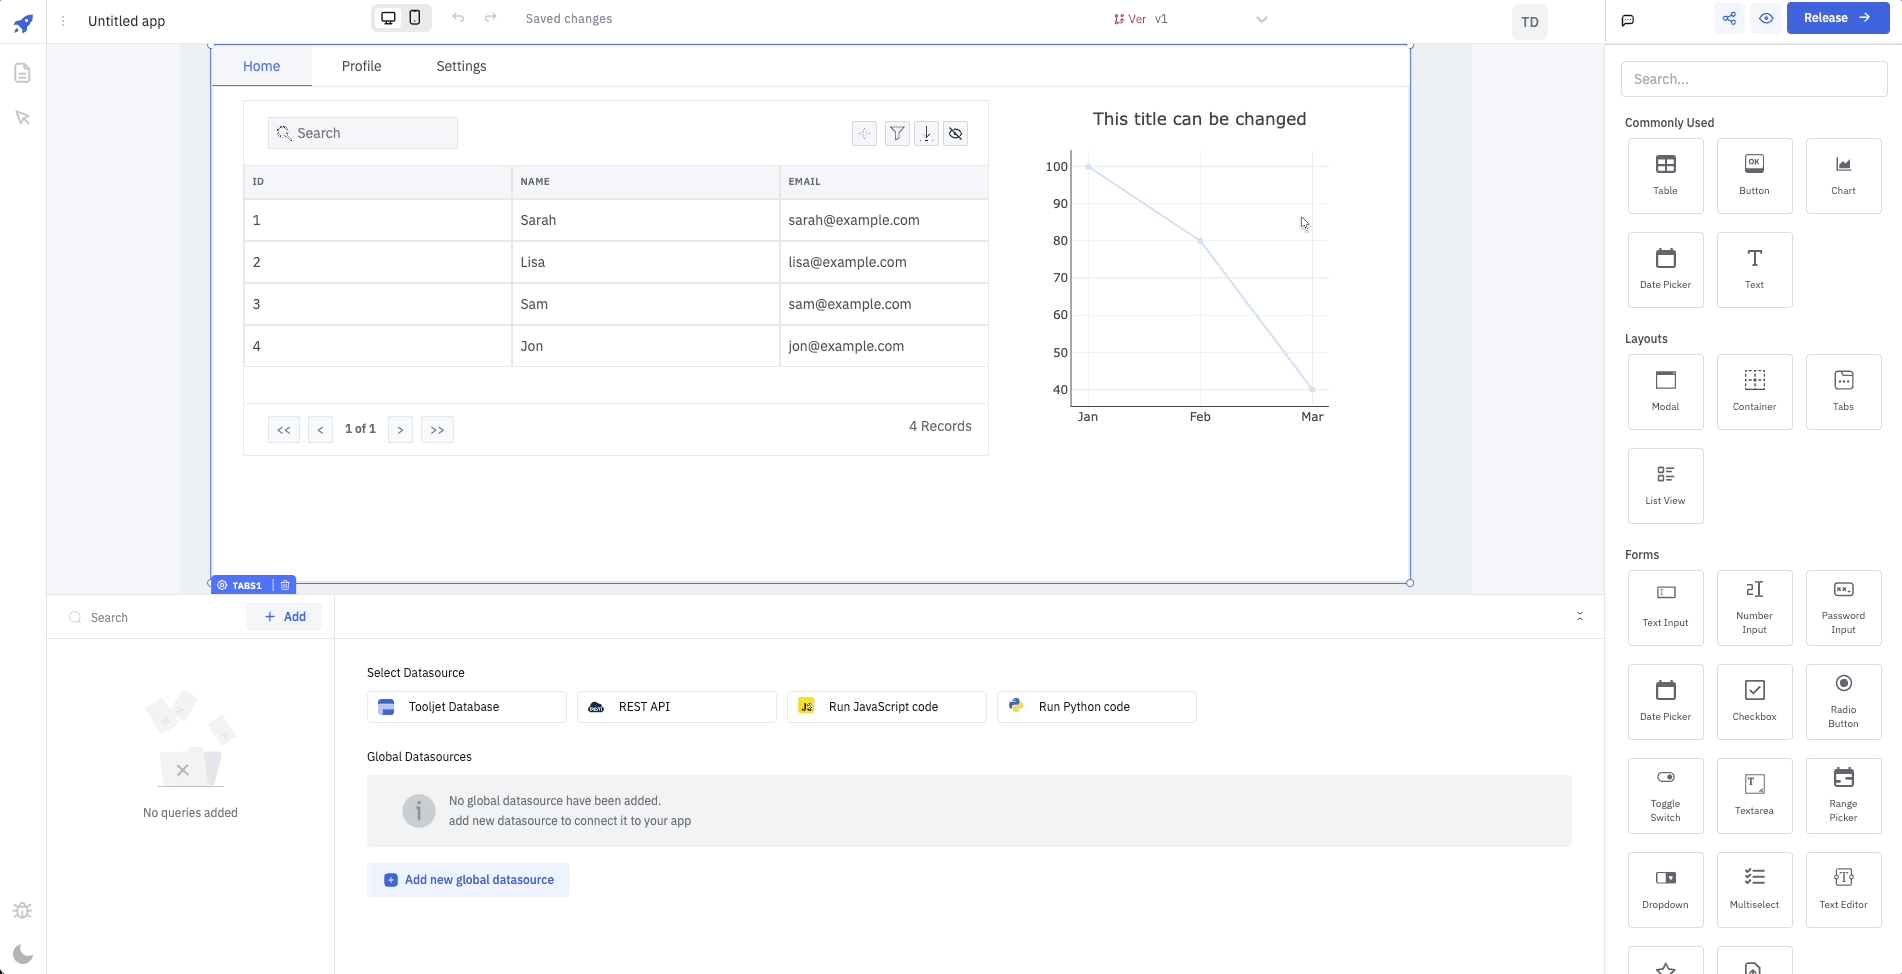 Untitled app
Saved changes
Ver v1
TD
Release
Home
Profile
Settings
Search
ID
NAME
EMAIL
1
Sarah
sarah@example.com
2
Lisa
lisa@example.com
3
Sam
sam@example.com
4
Jon
jon@example.com
<<
<
1 of 1
>
>>
4 Records
This title can be changed
100
90
80
70
60
50
40
Jan
Feb
Mar
TABS1
Search
+ Add
No queries added
Select Datasource
Tooljet Database
REST API
Run JavaScript code
Run Python code
Global Datasources
No global datasource have been added.
add new datasource to connect it to your app
Add new global datasource
Search...
Commonly Used
Table
OK
Button
Chart
Date Picker
Text
Layouts
Modal
Container
Tabs
List View
Forms
Text Input
Number
Input
Password
Input
Date Picker
Checkbox
Radio
Button
Toggle
Switch
Textarea
Range
Picker
Dropdown
Multiselect
Text Editor